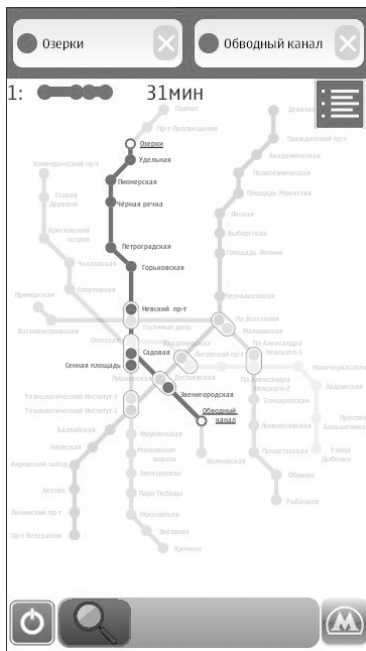 Озерки
Обводный канал
1:
31мин
Парнас
Девяткино
Пр-т Просвещения
Гражданский пр-т
Озерки
Академическая
Удельная
Комендантский пр-т
Политехническая
Пионерская
Старая
Деревня
Площадь Мужества
Чёрная речка
Лесная
Крестовский
остров
Выборгская
Петроградская
Площадь Ленина
Чкаловская
Горьковская
Спортивная
Чернышевская
Приморская
Невский пр-т
Пл Восстания
Василеостровская
Гостиный двор
Маяковская
Пл Александра
Невского-1
Садовая
Лиговский пр-т
Новочеркасская
Сенная площадь
Достоевская
Пл Александра
Невского-2
Ладожская
Звенигородская
Технологический Институт-2
Елизаровская
Технологический Институт-1
Обводный
канал
Балтийская
Ломоносовская
Фрунзенская
Нарвская
Московские
ворота
Волковская
Пролетарская
Улица
Дыбенко
Кировский завод
Электросила
Обухово
Автово
Парк Победы
Рыбацкое
Ленинский пр-т
Московская
Пр-т Ветеранов
Звёздная
Купчино